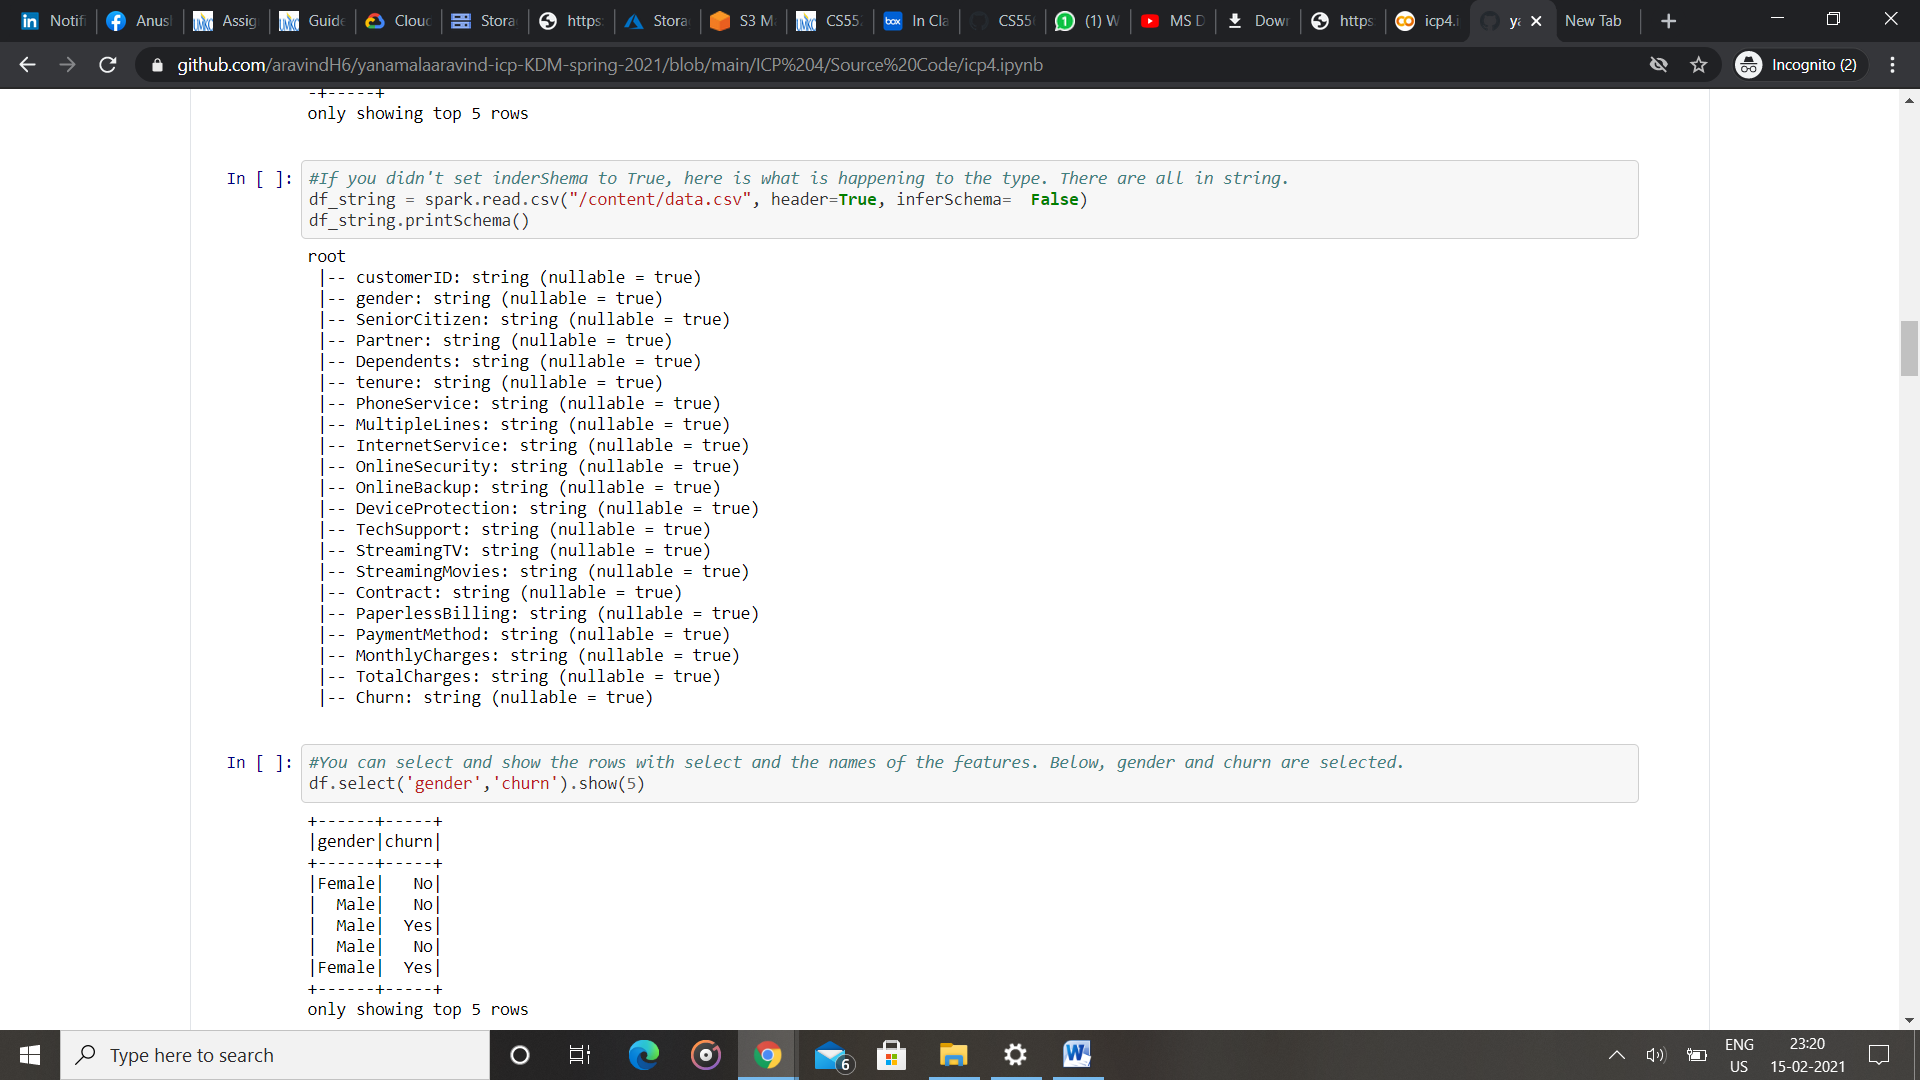 Notifi
Anush
Assig
Guide
Clouc
Stora
https
Stora
S3 M
CS55
In Cla
CS55
(1) W
MS D
Dow
https
icp4.i
ya
New Tab
github.com/aravindH6/yanamalaaravind-icp-KDM-spring-2021/blob/main/ICP%204/Source%20Code/icp4.ipynb
Incognito (2)
-+-----+
only showing top 5 rows
In [ ]:
#If you didn't set inderShema to True, here is what is happening to the type. There are all in string.
df_string = spark.read.csv("/content/data.csv", header=True, inferSchema=  False)
df_string.printSchema()
root
|-- customerID: string (nullable = true)
|-- gender: string (nullable = true)
|-- SeniorCitizen: string (nullable = true)
|-- Partner: string (nullable = true)
|-- Dependents: string (nullable = true)
|-- tenure: string (nullable = true)
|-- PhoneService: string (nullable = true)
|-- MultipleLines: string (nullable = true)
|-- InternetService: string (nullable = true)
|-- OnlineSecurity: string (nullable = true)
|-- OnlineBackup: string (nullable = true)
|-- DeviceProtection: string (nullable = true)
|-- TechSupport: string (nullable = true)
|-- StreamingTV: string (nullable = true)
|-- StreamingMovies: string (nullable = true)
|-- Contract: string (nullable = true)
|-- PaperlessBilling: string (nullable = true)
|-- PaymentMethod: string (nullable = true)
|-- MonthlyCharges: string (nullable = true)
|-- TotalCharges: string (nullable = true)
|-- Churn: string (nullable = true)
In [ ]:
#You can select and show the rows with select and the names of the features. Below, gender and churn are selected.
df.select('gender','churn').show(5)
+------+-----+
|gender|churn|
+------+-----+
|Female|   No|
|  Male|   No|
|  Male|  Yes|
|  Male|   No|
|Female|  Yes|
+------+-----+
only showing top 5 rows
Type here to search
6
ENG
US
23:20
15-02-2021